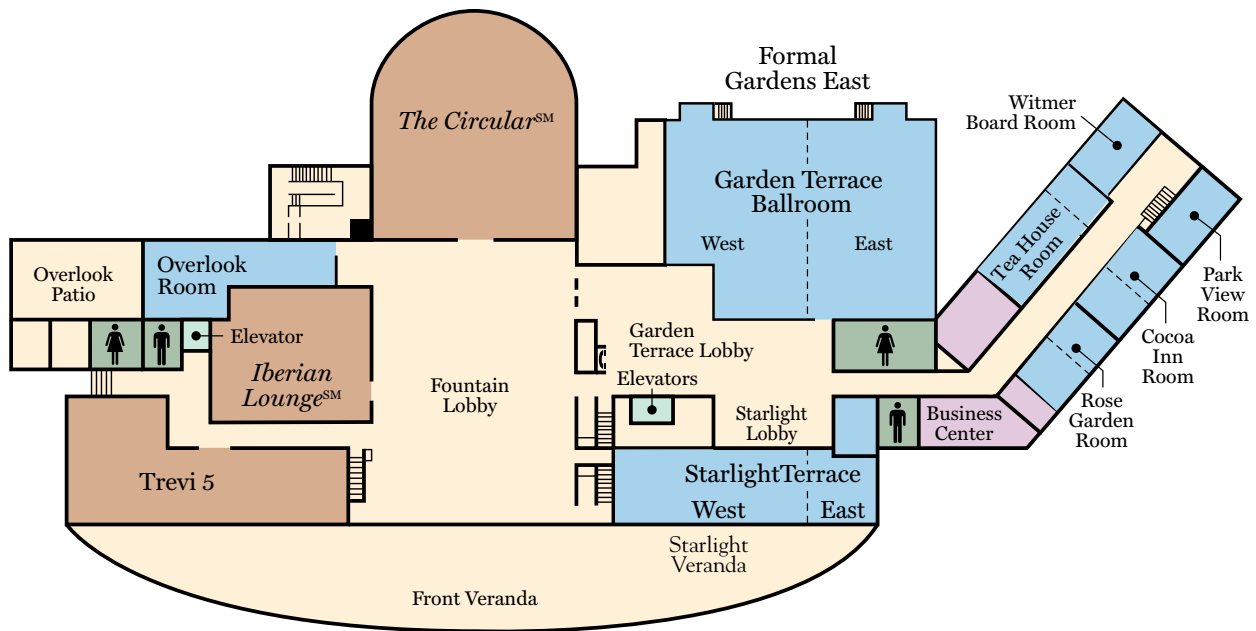 Formal
Gardens East
The Circular℠
Witmer
Board Room
Garden Terrace
Ballroom
West
East
Tea House
Room
Overlook
Patio
Overlook
Room
Park
View
Room
Elevator
Garden
Terrace Lobby
Cocoa
Inn
Room
Iberian
Lounge℠
Fountain
Lobby
Elevators
Rose
Garden
Room
Starlight
Lobby
Business
Center
Trevi 5
StarlightTerrace
West
East
Starlight
Veranda
Front Veranda